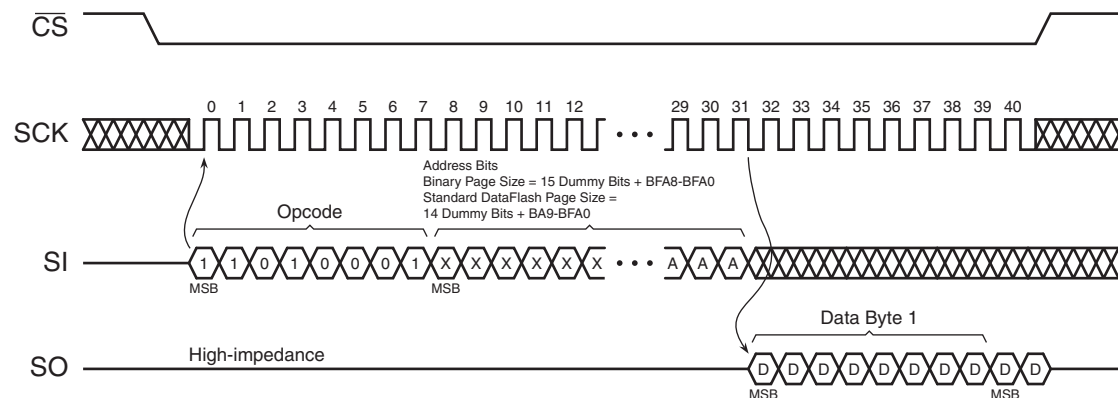 CS
SCK
0 1 2 3 4 5 6 7 8 9 10 11 12 29 30 31 32 33 34 35 36 37 38 39 40
Address Bits
Binary Page Size = 15 Dummy Bits + BFA8-BFA0
Standard DataFlash Page Size =
14 Dummy Bits + BA9-BFA0
Opcode
SI
1 1 0 1 0 0 0 1 X X X X X X A A A
MSB MSB
Data Byte 1
High-impedance
SO
D D D D D D D D D D
MSB MSB